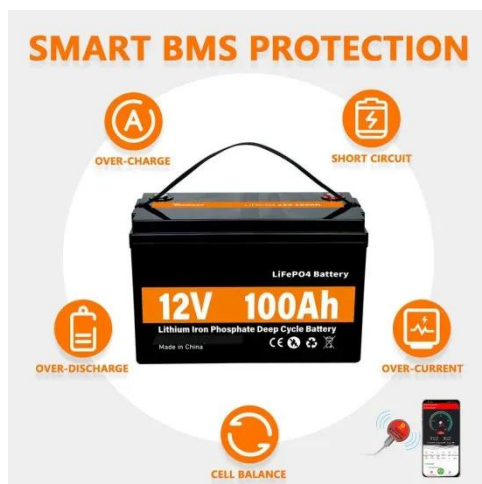 SMART BMS PROTECTION
OVER-CHARGE
SHORT CIRCUIT
LiFePO4 Battery
12V 100Ah
Lithium Iron Phosphate Deep Cycle Battery
Made in China
CE
OVER-DISCHARGE
OVER-CURRENT
CELL BALANCE